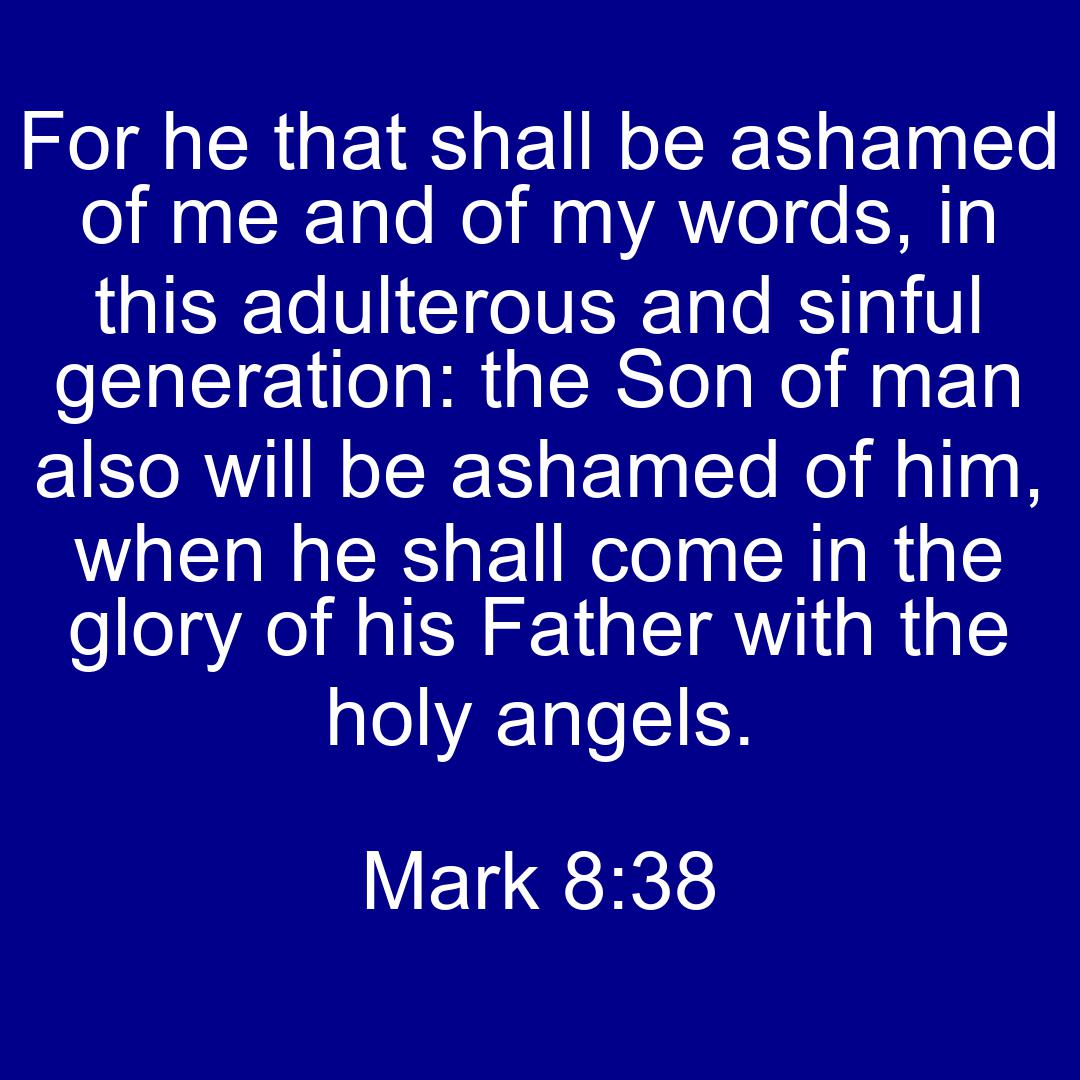 For he that shall be ashamed
of me and of my words, in
this adulterous and sinful
generation: the Son of man
also will be ashamed of him,
when he shall come in the
glory of his Father with the
holy angels.
Mark 8:38